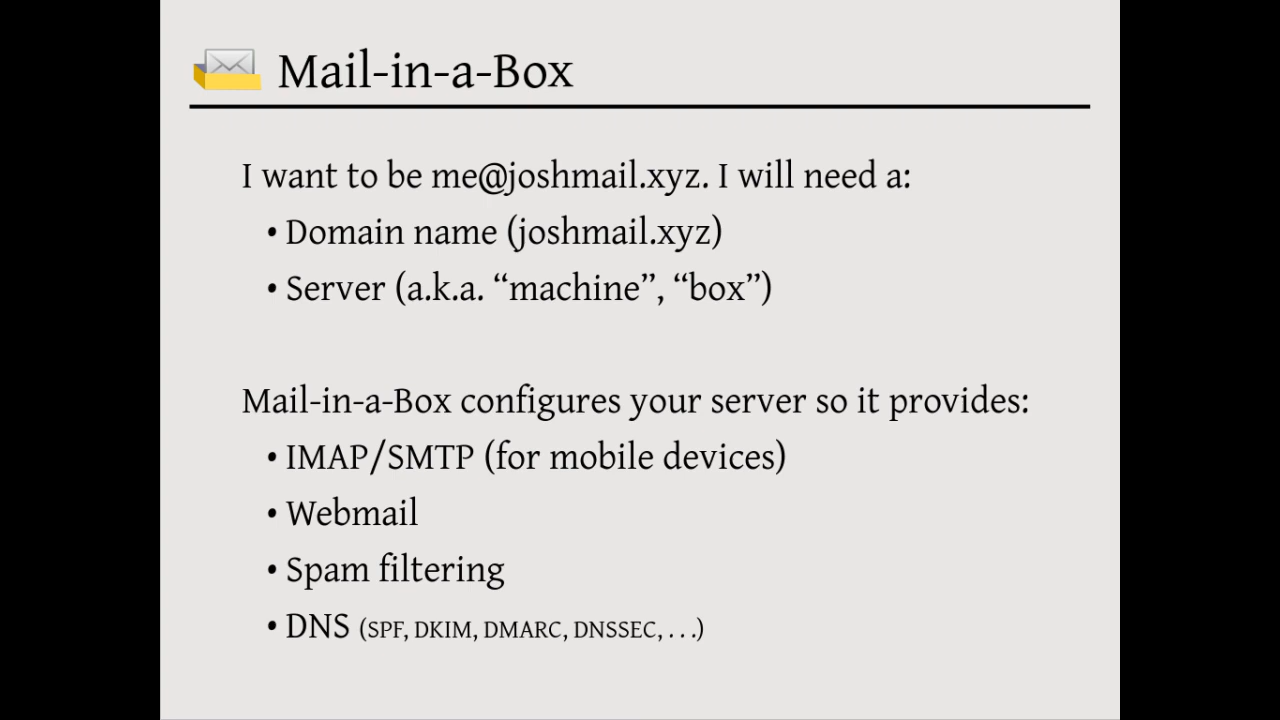 Mail-in-a-Box
I want to be me@joshmail.xyz. I will need a:
• Domain name (joshmail.xyz)
• Server (a.k.a. “machine”, “box”)
Mail-in-a-Box configures your server so it provides:
• IMAP/SMTP (for mobile devices)
• Webmail
• Spam filtering
• DNS (SPF, DKIM, DMARC, DNSSEC, . . .)